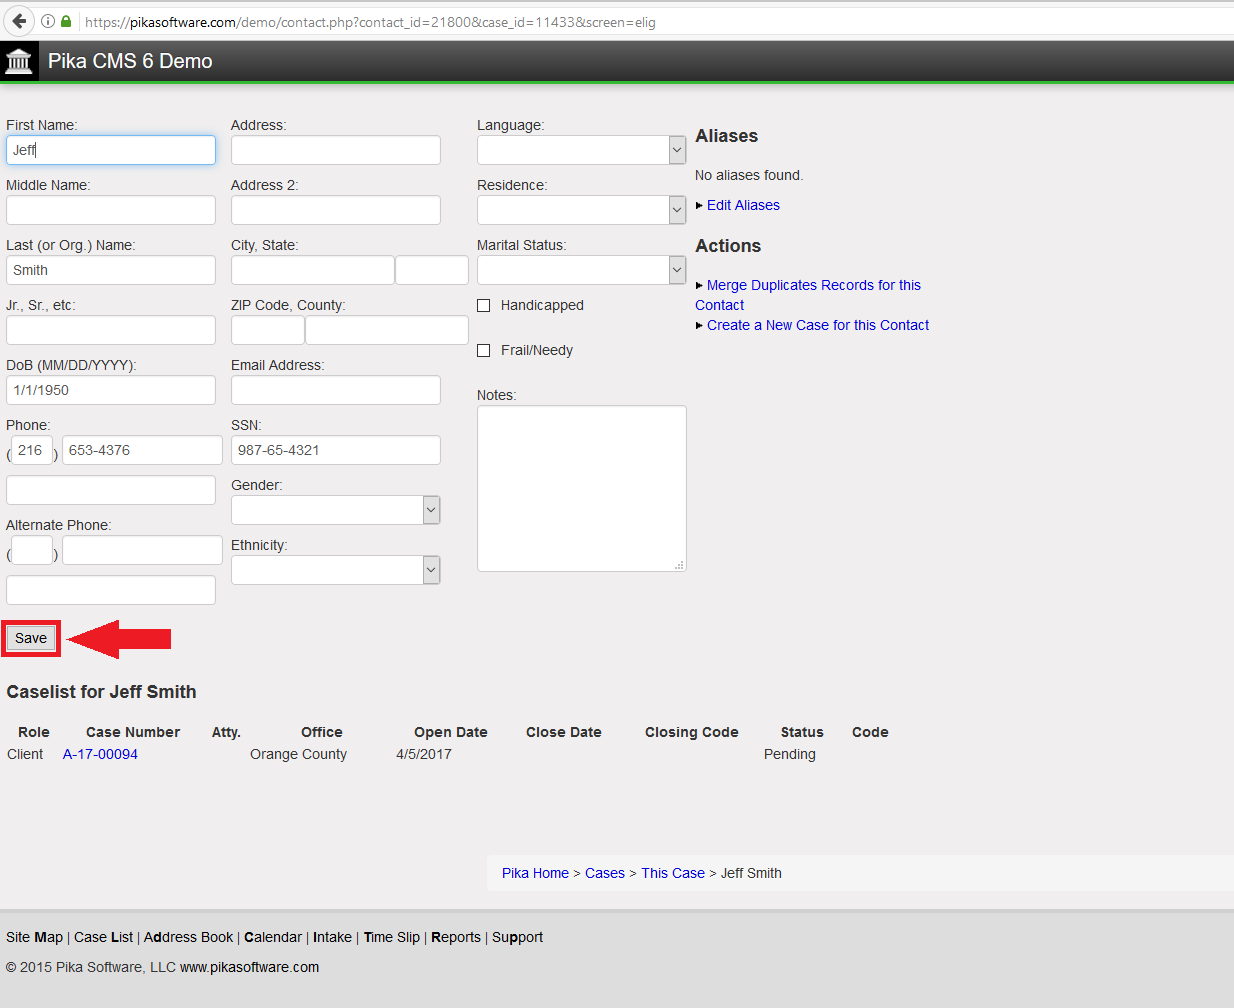 https://pikasoftware.com/demo/contact.php?contact_id=21800&case_id=11433&screen=elig
Pika CMS 6 Demo
First Name:
Jeff
Middle Name:
Last (or Org.) Name:
Smith
Jr., Sr., etc:
DoB (MM/DD/YYYY):
1/1/1950
Phone:
(216) 653-4376
Alternate Phone:
( )
Address:
Address 2:
City, State:
ZIP Code, County:
Email Address:
SSN:
987-65-4321
Gender:
Ethnicity:
Language:
Residence:
Marital Status:
Handicapped
Frail/Needy
Notes:
Aliases
No aliases found.
Edit Aliases
Actions
Merge Duplicates Records for this
Contact
Create a New Case for this Contact
Save
Caselist for Jeff Smith
Role Case Number Atty. Office Open Date Close Date Closing Code Status Code
Client A-17-00094 Orange County 4/5/2017 Pending
Pika Home > Cases > This Case > Jeff Smith
Site Map | Case List | Address Book | Calendar | Intake | Time Slip | Reports | Support
© 2015 Pika Software, LLC www.pikasoftware.com